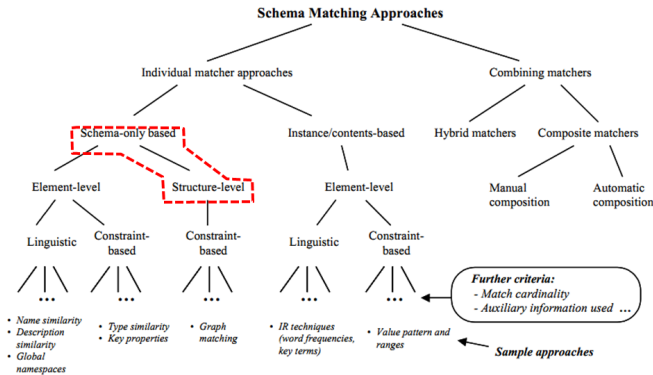 Schema Matching Approaches
Individual matcher approaches
Combining matchers
Schema-only based
Instance/contents-based
Hybrid matchers
Composite matchers
Element-level
Structure-level
Element-level
Manual
composition
Automatic
composition
Linguistic
Constraint-
based
Constraint-
based
Linguistic
Constraint-
based
...
...
...
...
...
Further criteria:
- Match cardinality
- Auxiliary information used ...
• Name similarity
• Description
similarity
• Global
namespaces
• Type similarity
• Key properties
• Graph
matching
• IR techniques
(word frequencies,
key terms)
• Value pattern and
ranges
Sample approaches